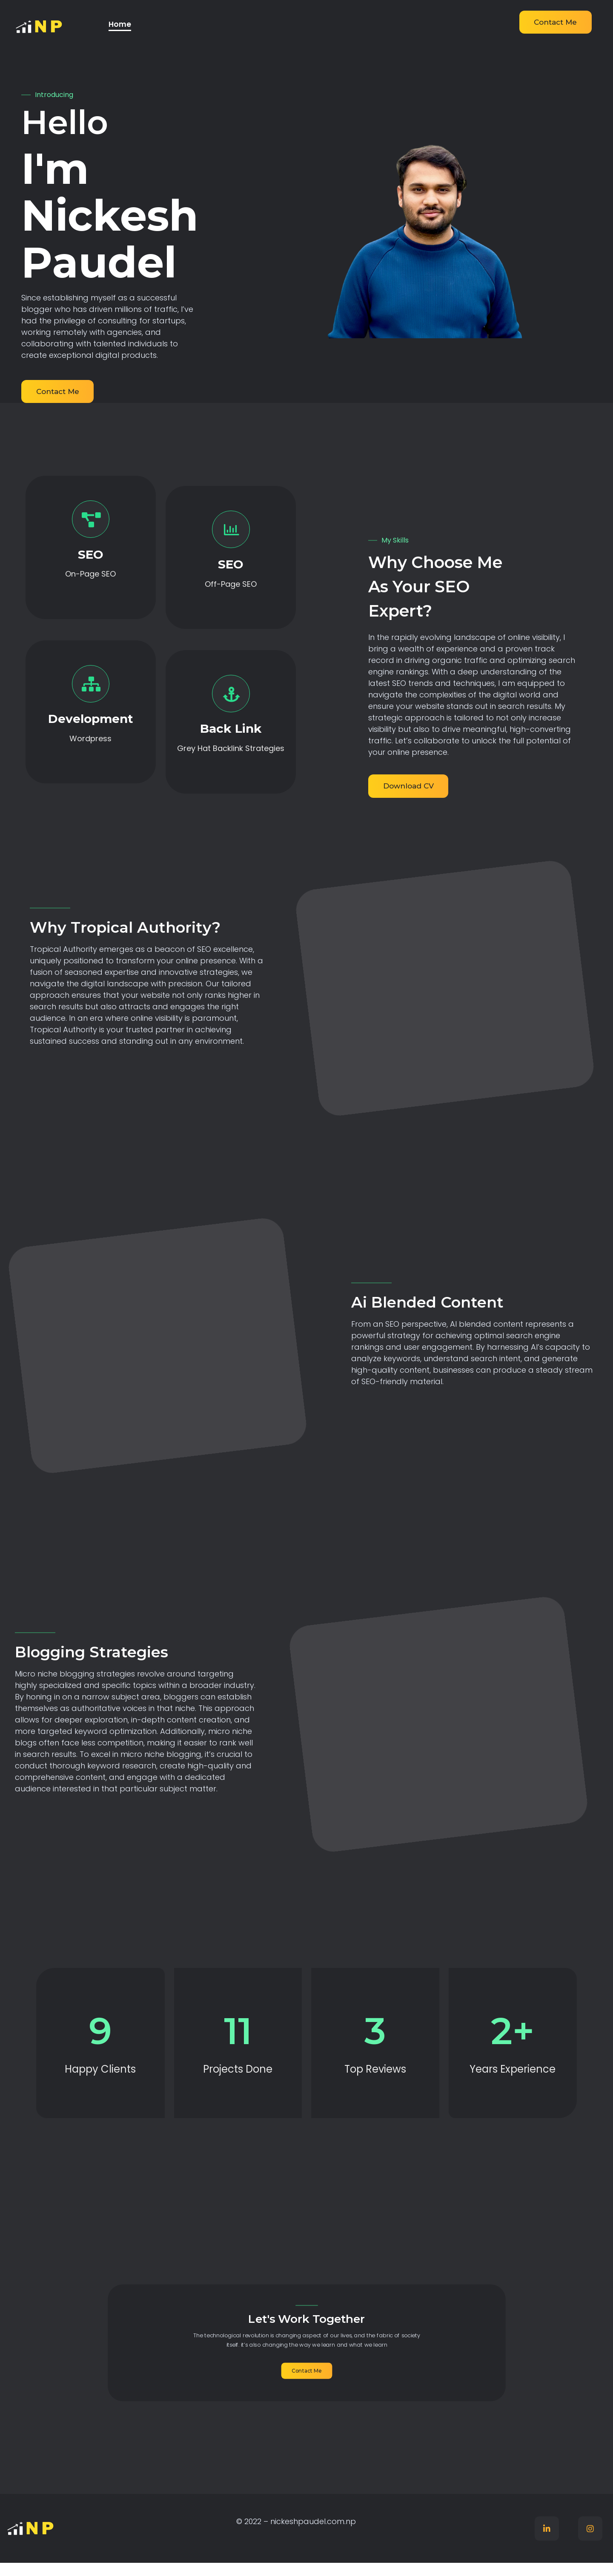 NP
Home
Contact Me
Introducing
Hello
I'm
Nickesh
Paudel
Since establishing myself as a successful
blogger who has driven millions of traffic, I've
had the privilege of consulting for startups,
working remotely with agencies, and
collaborating with talented individuals to
create exceptional digital products.
Contact Me
SEO
On-Page SEO
SEO
Off-Page SEO
Development
Wordpress
Back Link
Grey Hat Backlink Strategies
My Skills
Why Choose Me
As Your SEO
Expert?
In the rapidly evolving landscape of online visibility, I
bring a wealth of experience and a proven track
record in driving organic traffic and optimizing search
engine rankings. With a deep understanding of the
latest SEO trends and techniques, I am equipped to
navigate the complexities of the digital world and
ensure your website stands out in search results. My
strategic approach is tailored to not only increase
visibility but also to drive meaningful, high-converting
traffic. Let's collaborate to unlock the full potential of
your online presence.
Download CV
Why Tropical Authority?
Tropical Authority emerges as a beacon of SEO excellence,
uniquely positioned to transform your online presence. With a
fusion of seasoned expertise and innovative strategies, we
navigate the digital landscape with precision. Our tailored
approach ensures that your website not only ranks higher in
search results but also attracts and engages the right
audience. In an era where online visibility is paramount,
Tropical Authority is your trusted partner in achieving
sustained success and standing out in any environment.
Ai Blended Content
From an SEO perspective, AI blended content represents a
powerful strategy for achieving optimal search engine
rankings and user engagement. By harnessing AI's capacity to
analyze keywords, understand search intent, and generate
high-quality content, businesses can produce a steady stream
of SEO-friendly material.
Blogging Strategies
Micro niche blogging strategies revolve around targeting
highly specialized and specific topics within a broader industry.
By honing in on a narrow subject area, bloggers can establish
themselves as authoritative voices in that niche. This approach
allows for deeper exploration, in-depth content creation, and
more targeted keyword optimization. Additionally, micro niche
blogs often face less competition, making it easier to rank well
in search results. To excel in micro niche blogging, it's crucial to
conduct thorough keyword research, create high-quality and
comprehensive content, and engage with a dedicated
audience interested in that particular subject matter.
9
Happy Clients
11
Projects Done
3
Top Reviews
2+
Years Experience
Let's Work Together
The technological revolution is changing aspect of our lives, and the fabric of society
itself. it's also changing the way we learn and what we learn
Contact Me
NP
© 2022 – nickeshpaudel.com.np
in